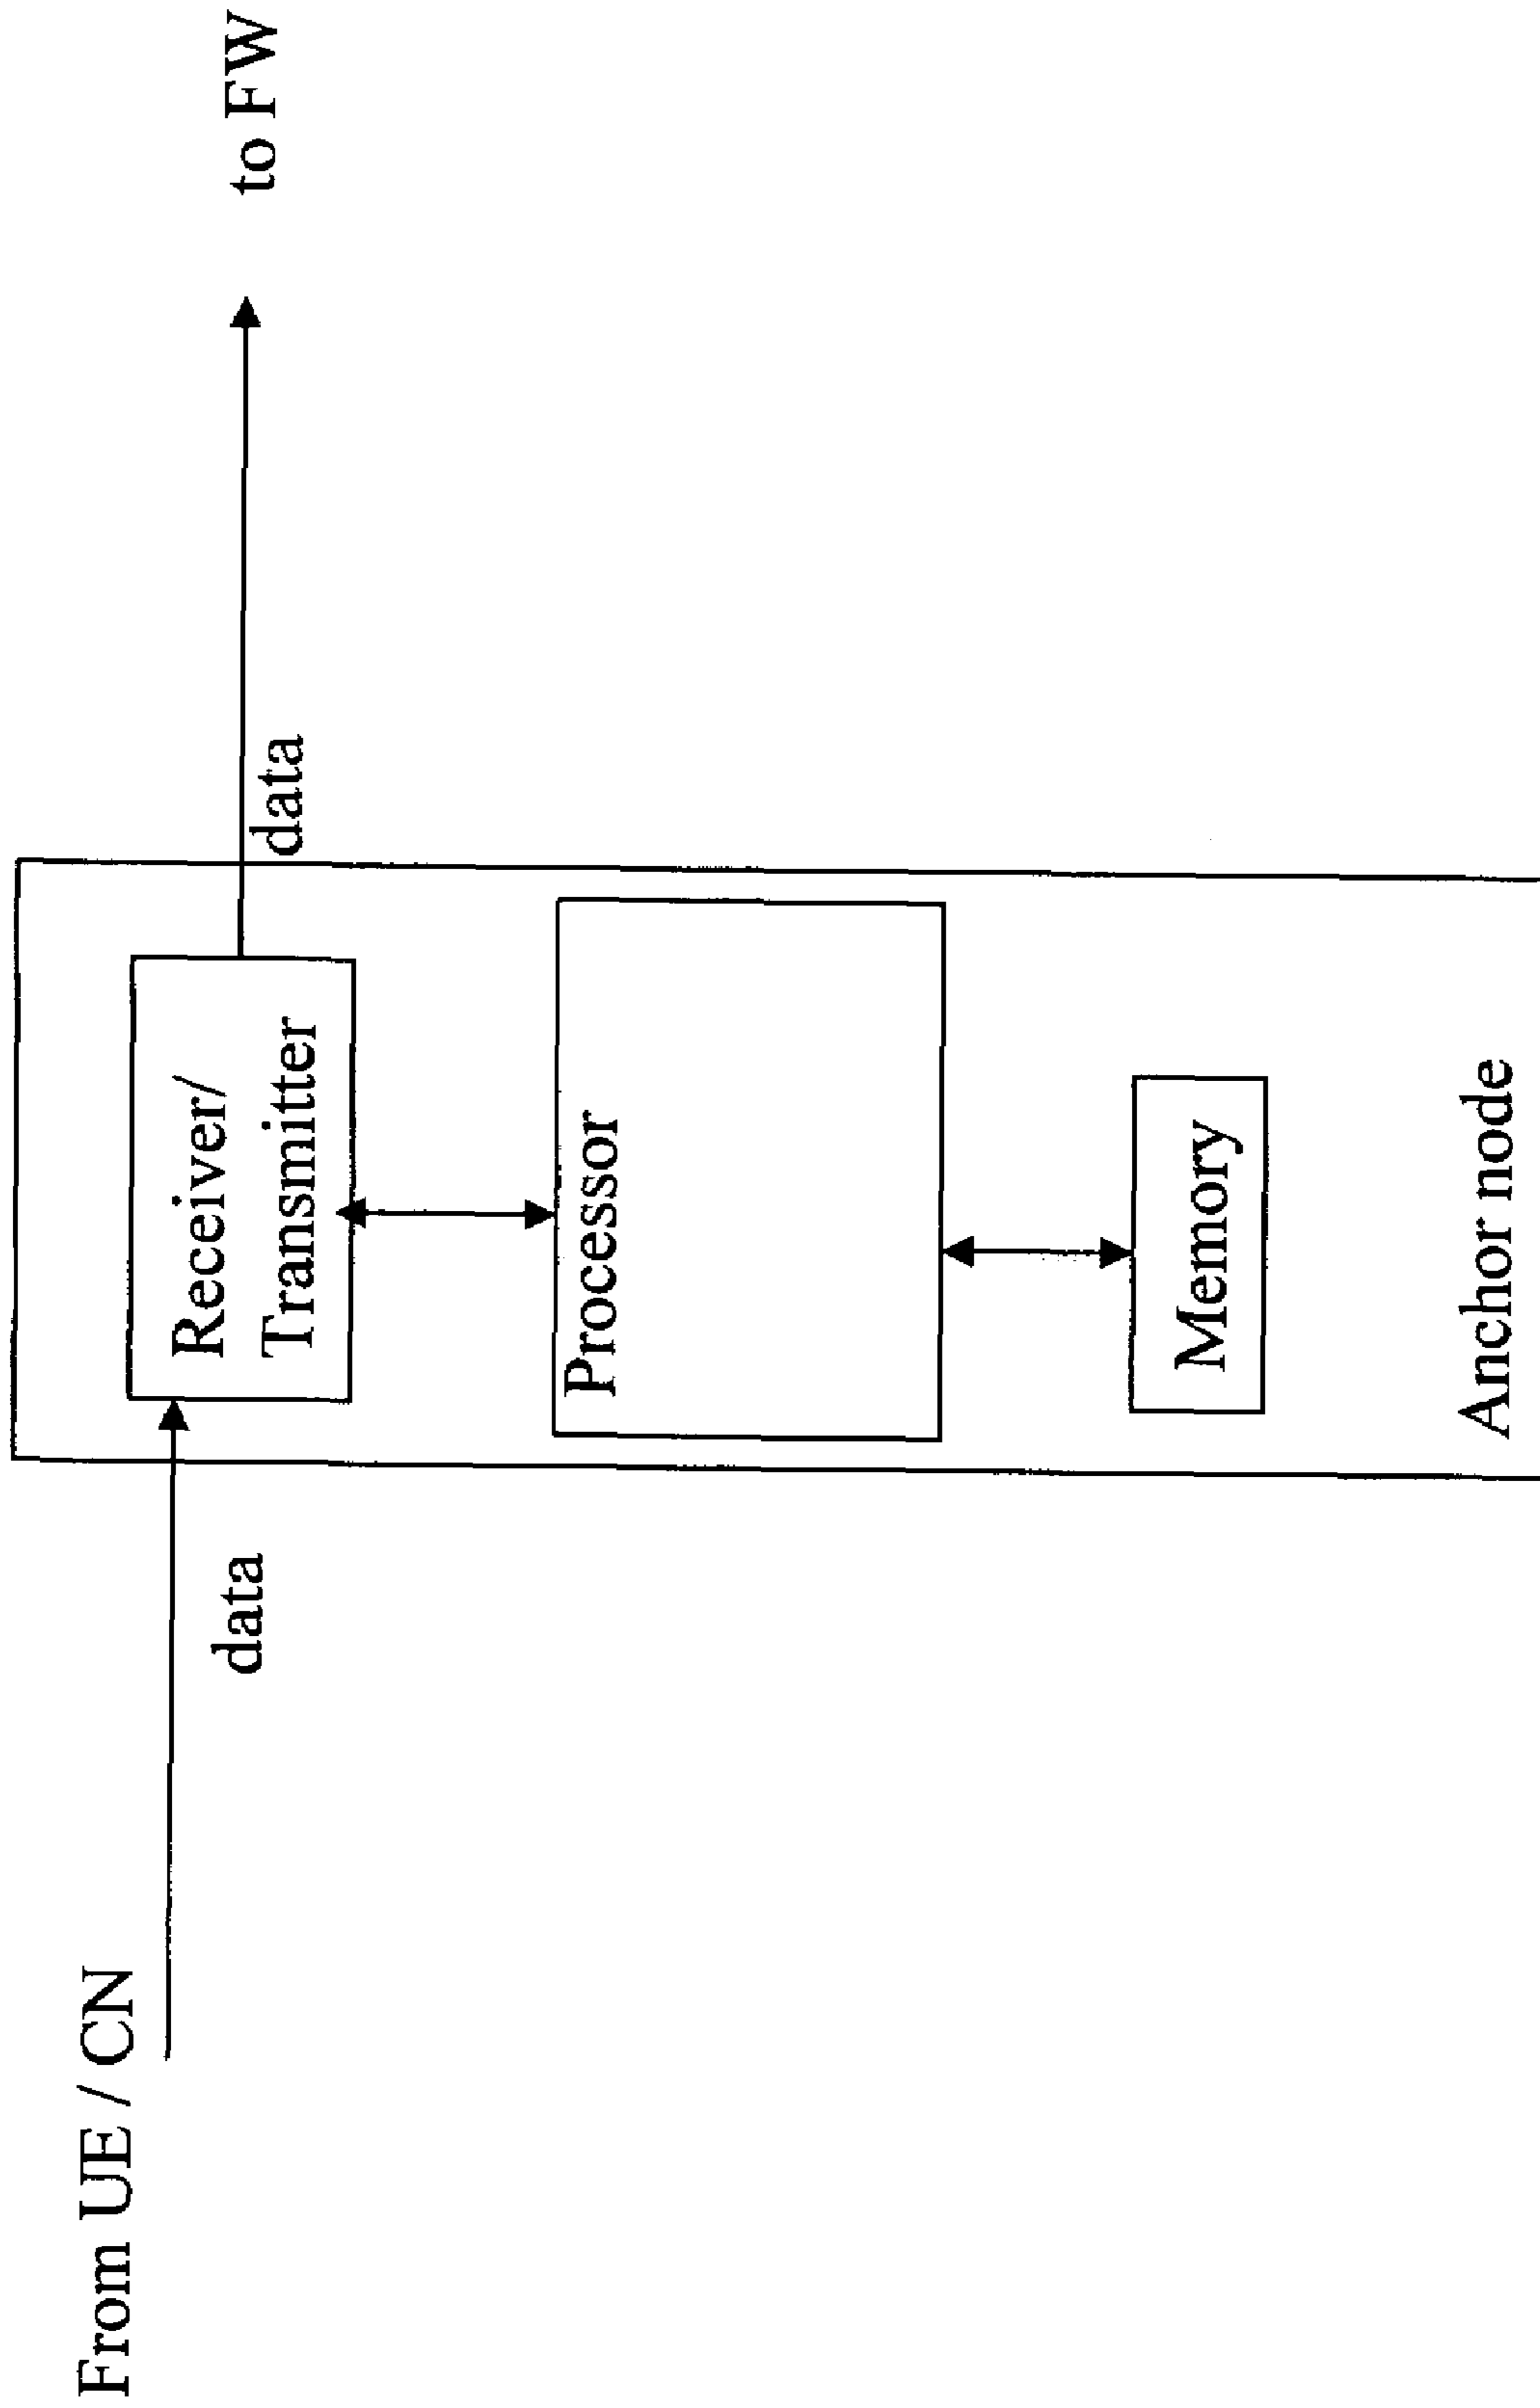 From UE / CN
data
Receiver/
Transmitter
data
to FW
Processor
Memory
Anchor node